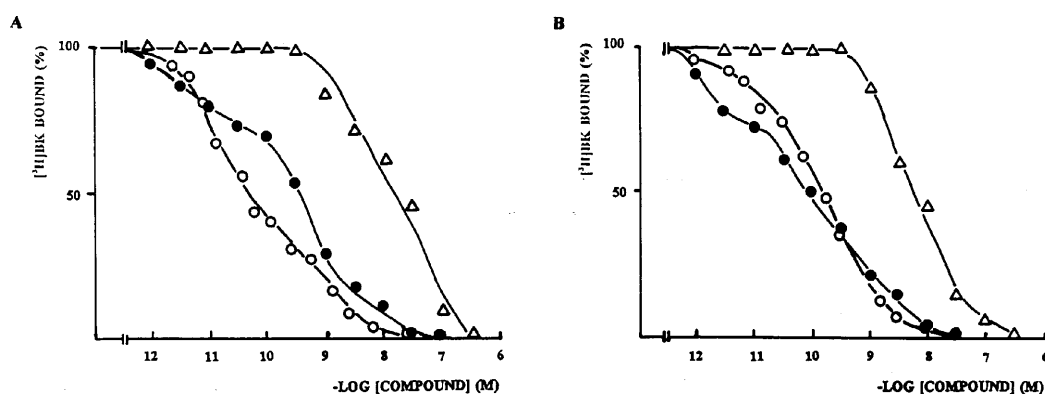 A
B
100
50
[³H]BK BOUND (%)
12 11 10 9 8 7 6
-LOG [COMPOUND] (M)
100
50
[³H]BK BOUND (%)
12 11 10 9 8 7 6
-LOG [COMPOUND] (M)